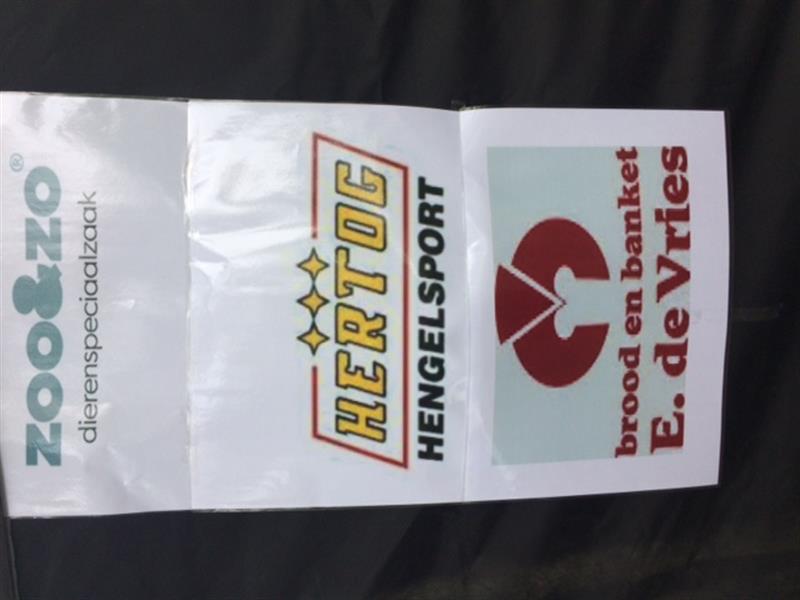 zoo&zo®
dierenspeciaalzaak
HERTOG
HENGELSPORT
brood en banket
E. de Vries